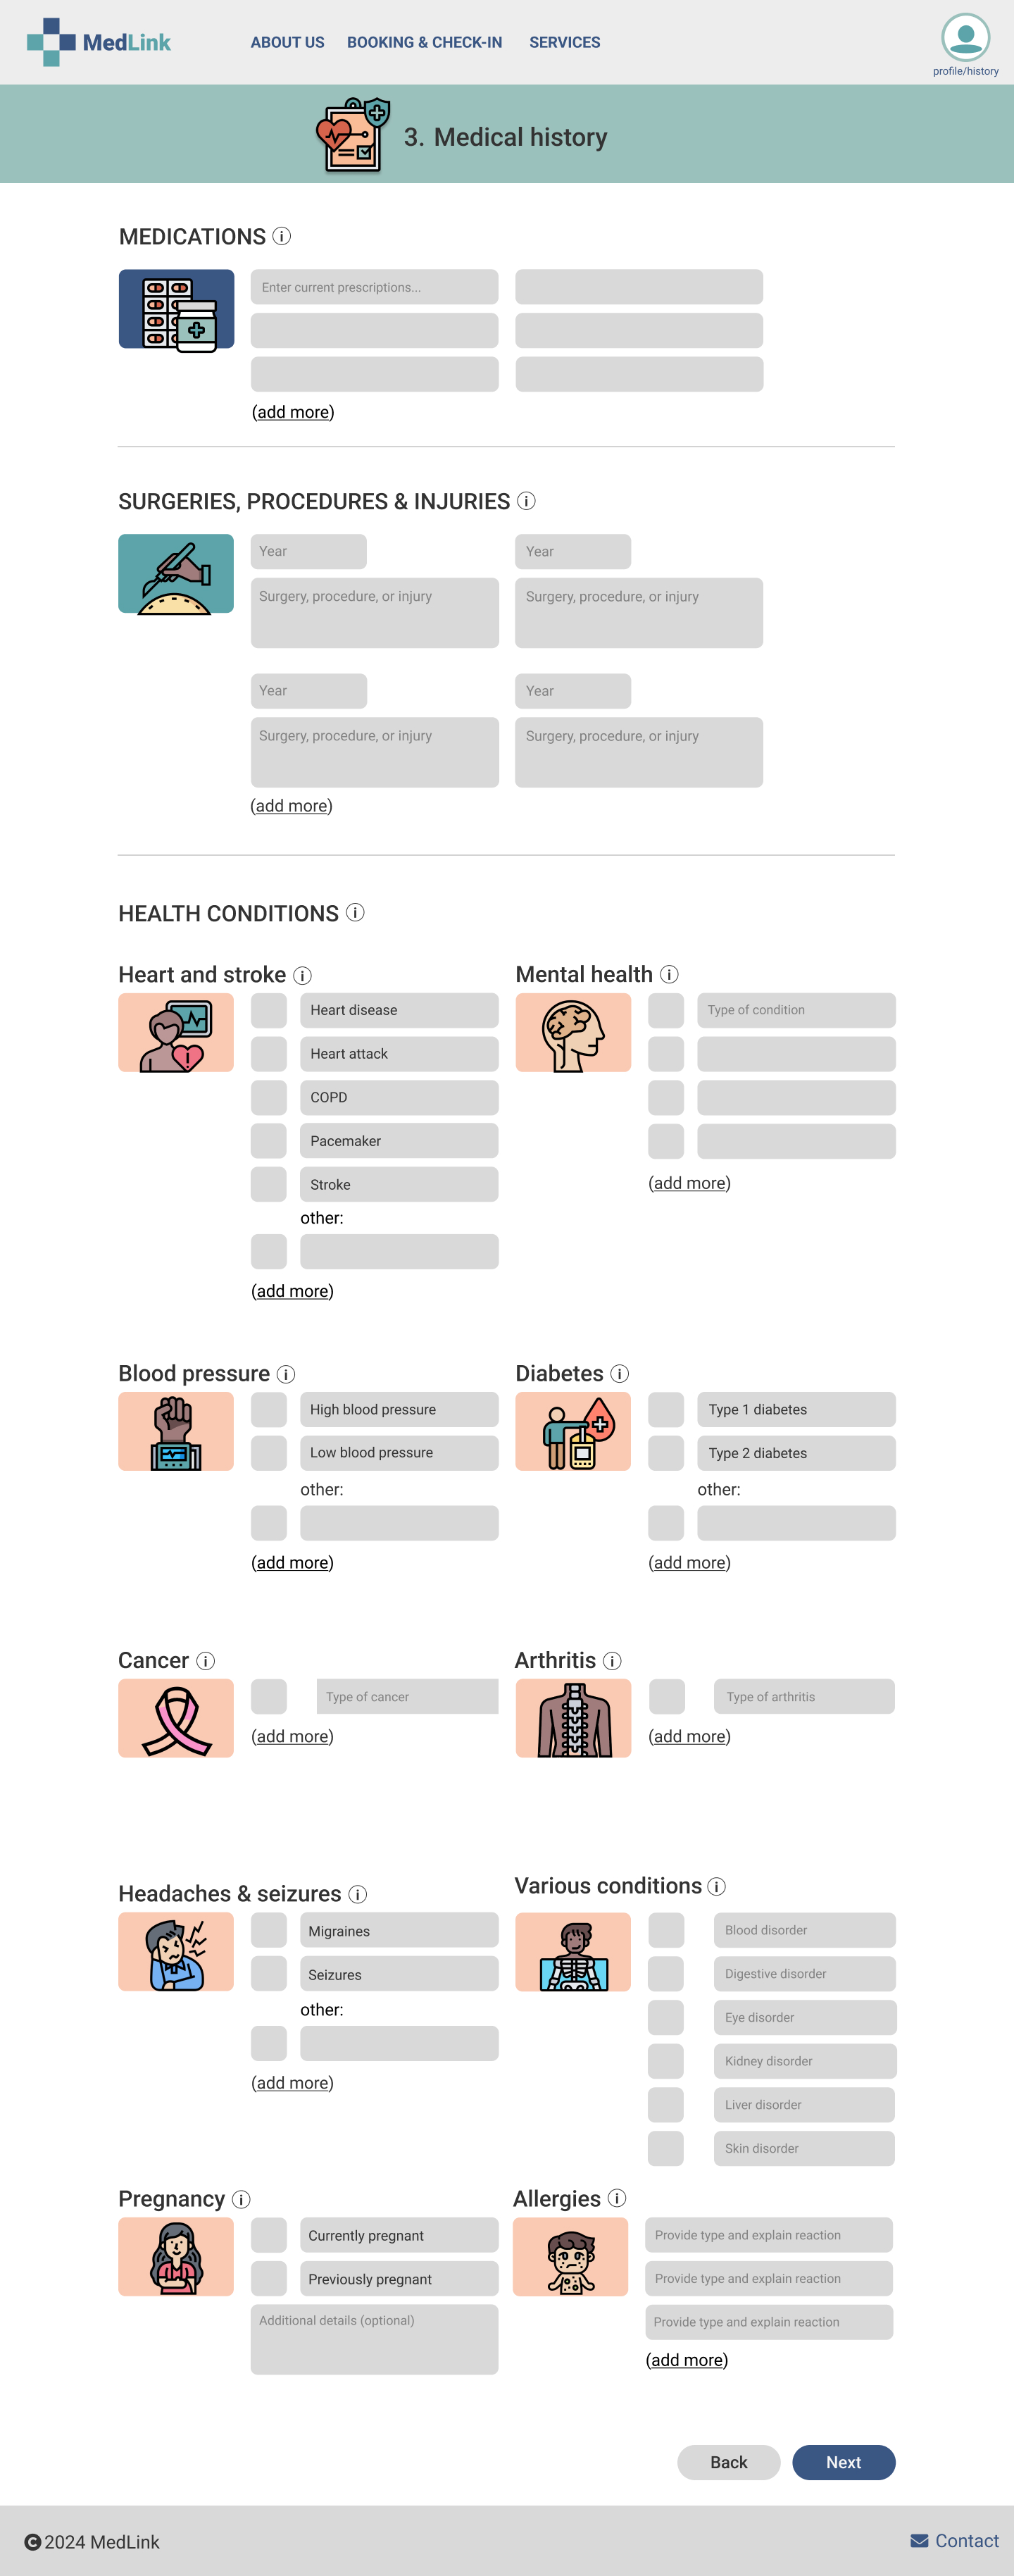 MedLink
ABOUT US
BOOKING & CHECK-IN
SERVICES
profile/history
3. Medical history
MEDICATIONS
Enter current prescriptions...
(add more)
SURGERIES, PROCEDURES & INJURIES
Year
Year
Surgery, procedure, or injury
Surgery, procedure, or injury
Year
Year
Surgery, procedure, or injury
Surgery, procedure, or injury
(add more)
HEALTH CONDITIONS
Heart and stroke
Heart disease
Heart attack
COPD
Pacemaker
Stroke
other:
(add more)
Mental health
Type of condition
(add more)
Blood pressure
High blood pressure
Low blood pressure
other:
(add more)
Diabetes
Type 1 diabetes
Type 2 diabetes
other:
(add more)
Cancer
Type of cancer
(add more)
Arthritis
Type of arthritis
(add more)
Headaches & seizures
Migraines
Seizures
other:
(add more)
Various conditions
Blood disorder
Digestive disorder
Eye disorder
Kidney disorder
Liver disorder
Skin disorder
Pregnancy
Currently pregnant
Previously pregnant
Additional details (optional)
Allergies
Provide type and explain reaction
Provide type and explain reaction
Provide type and explain reaction
(add more)
Back
Next
© 2024 MedLink
Contact